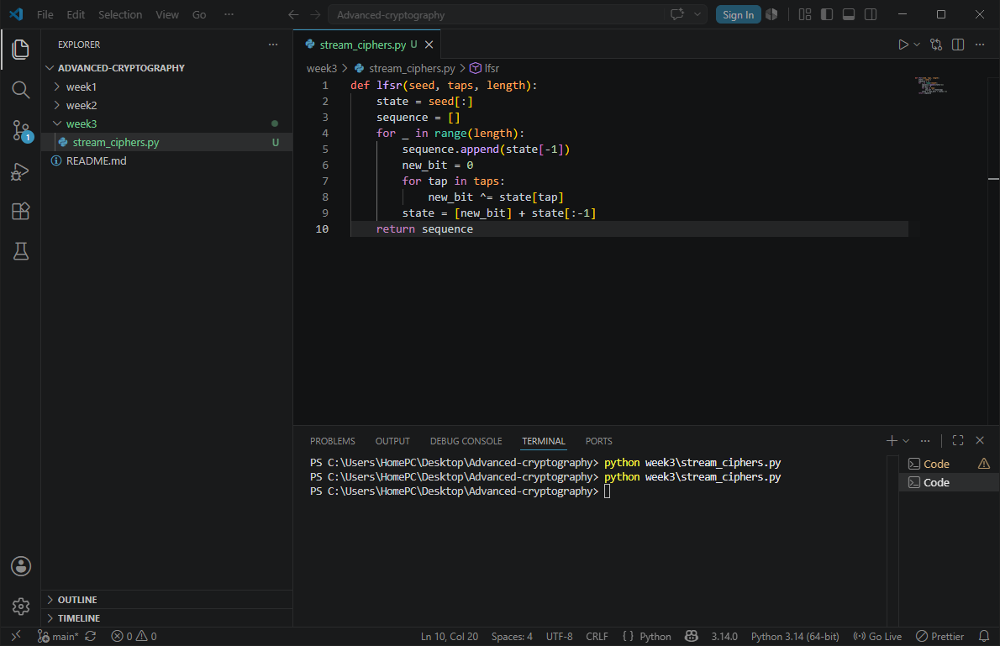 File Edit Selection View Go ··· Advanced-cryptography Sign In
EXPLORER ···
ADVANCED-CRYPTOGRAPHY
week1
week2
week3
stream_ciphers.py U
README.md
OUTLINE
TIMELINE
stream_ciphers.py U
week3 > stream_ciphers.py > lfsr
1 def lfsr(seed, taps, length):
2     state = seed[:]
3     sequence = []
4     for _ in range(length):
5         sequence.append(state[-1])
6         new_bit = 0
7         for tap in taps:
8             new_bit ^= state[tap]
9         state = [new_bit] + state[:-1]
10     return sequence
PROBLEMS OUTPUT DEBUG CONSOLE TERMINAL PORTS
PS C:\Users\HomePC\Desktop\Advanced-cryptography> python week3\stream_ciphers.py
PS C:\Users\HomePC\Desktop\Advanced-cryptography> python week3\stream_ciphers.py
PS C:\Users\HomePC\Desktop\Advanced-cryptography>
Code
Code
1
main* 0 0 Ln 10, Col 20 Spaces: 4 UTF-8 CRLF { } Python 3.14.0 Python 3.14 (64-bit) Go Live Prettier